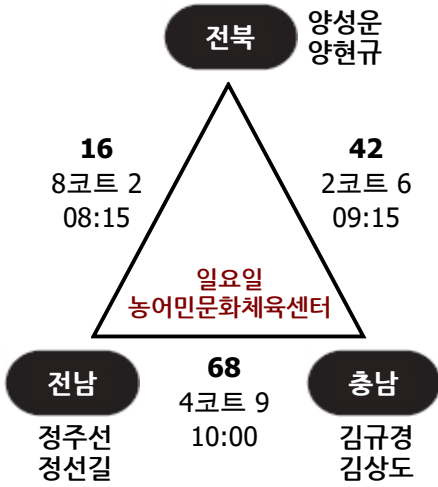 전북
양성운
양현규
16
8코트 2
08:15
42
2코트 6
09:15
일요일
농어민문화체육센터
전남
정주선
정선길
68
4코트 9
10:00
충남
김규경
김상도